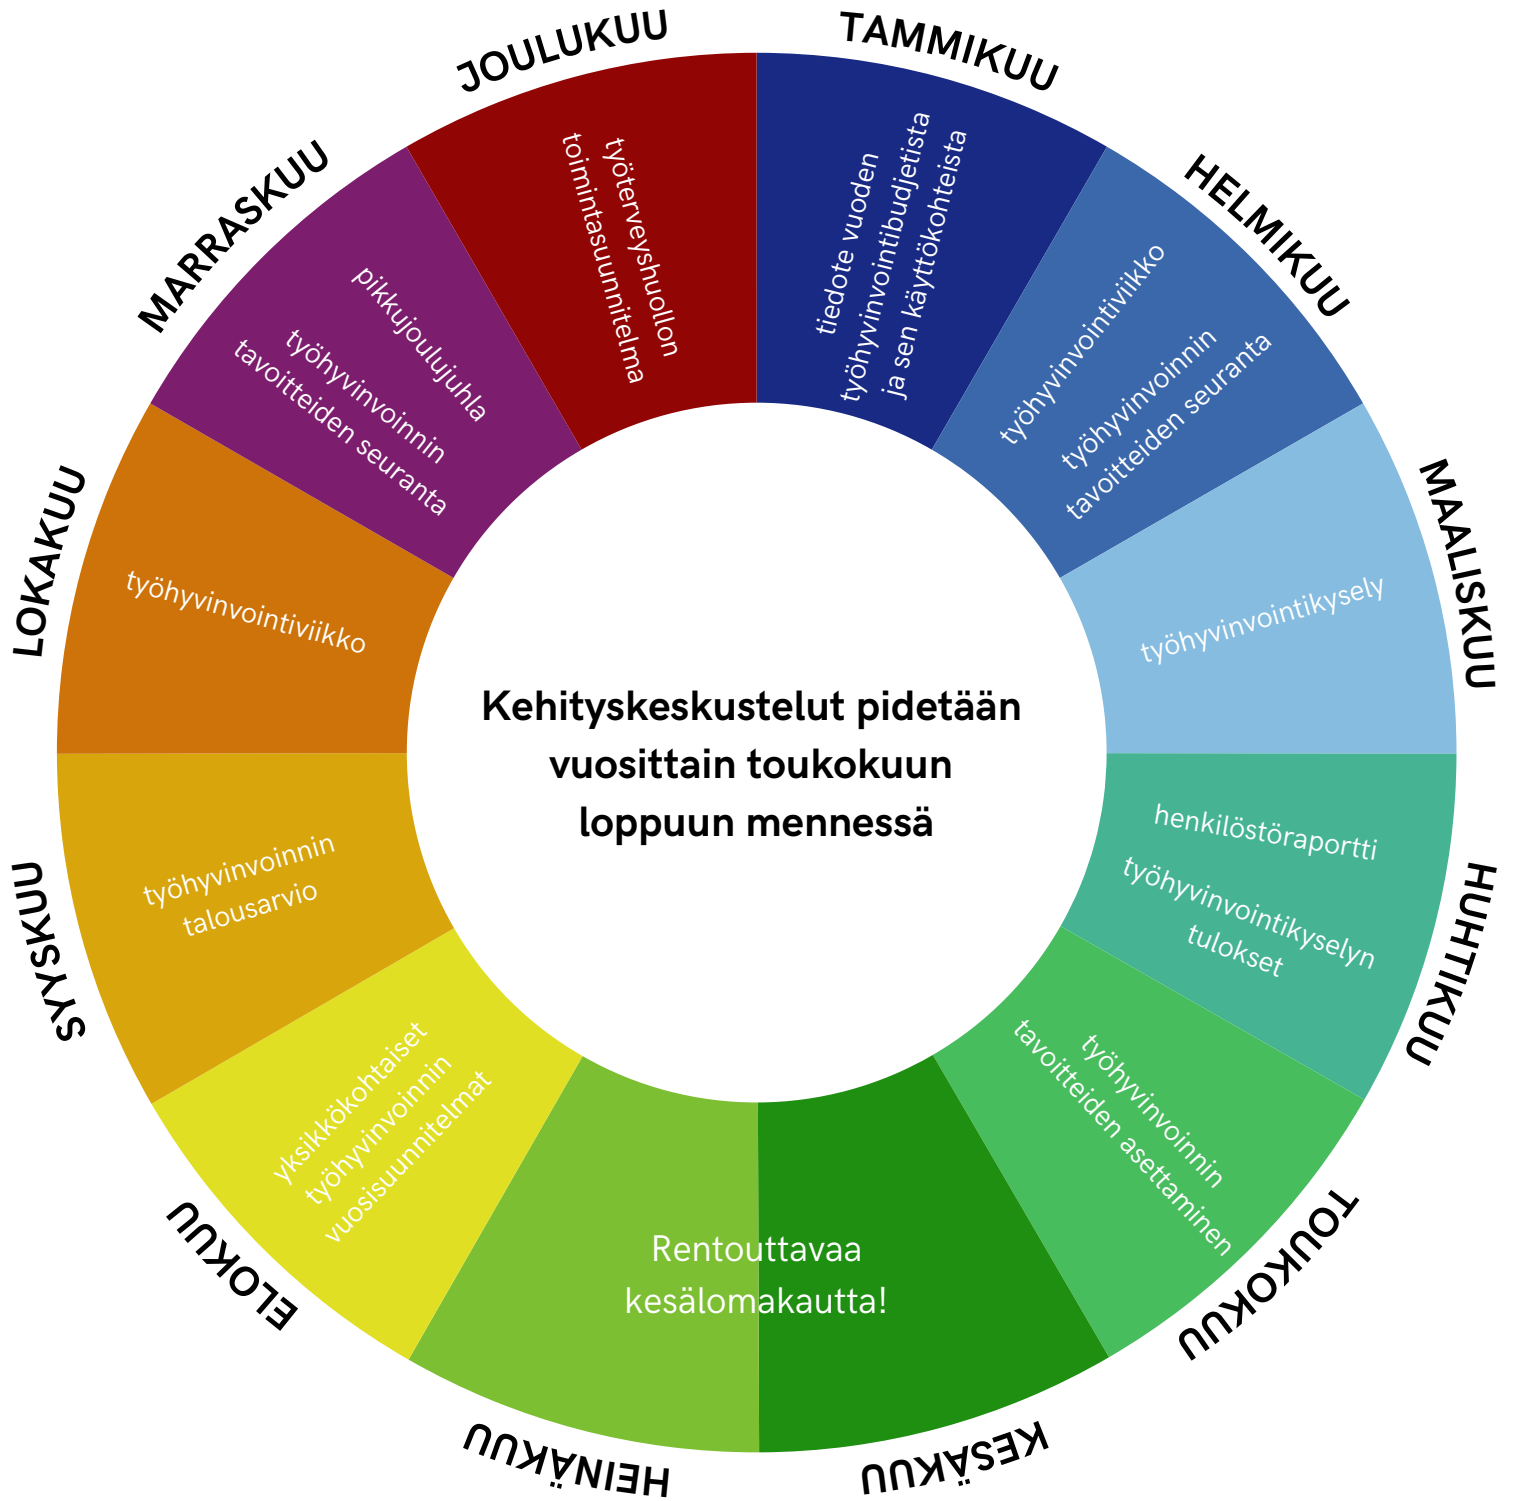 TAMMIKUU
tiedote vuoden
työhyvinvointibudjetista
ja sen käyttökohteista
HELMIKUU
työhyvinvointiviikko
työhyvinvoinnin
tavoitteiden seuranta
MAALISKUU
työhyvinvointikysely
HUHTIKUU
henkilöstöraportti
työhyvinvointikyselyn
tulokset
TOUKOKUU
työhyvinvoinnin
tavoitteiden asettaminen
KESÄKUU
HEINÄKUU
Rentouttavaa
kesälomakautta!
ELOKUU
yksikkökohtaiset
työhyvinvoinnin
vuosisuunnitelmat
SYYSKUU
työhyvinvoinnin
talousarvio
LOKAKUU
työhyvinvointiviikko
MARRASKUU
pikkujoulujuhla
työhyvinvoinnin
tavoitteiden seuranta
JOULUKUU
työterveyshuollon
toimintasuunnitelma
Kehityskeskustelut pidetään
vuosittain toukokuun
loppuun mennessä